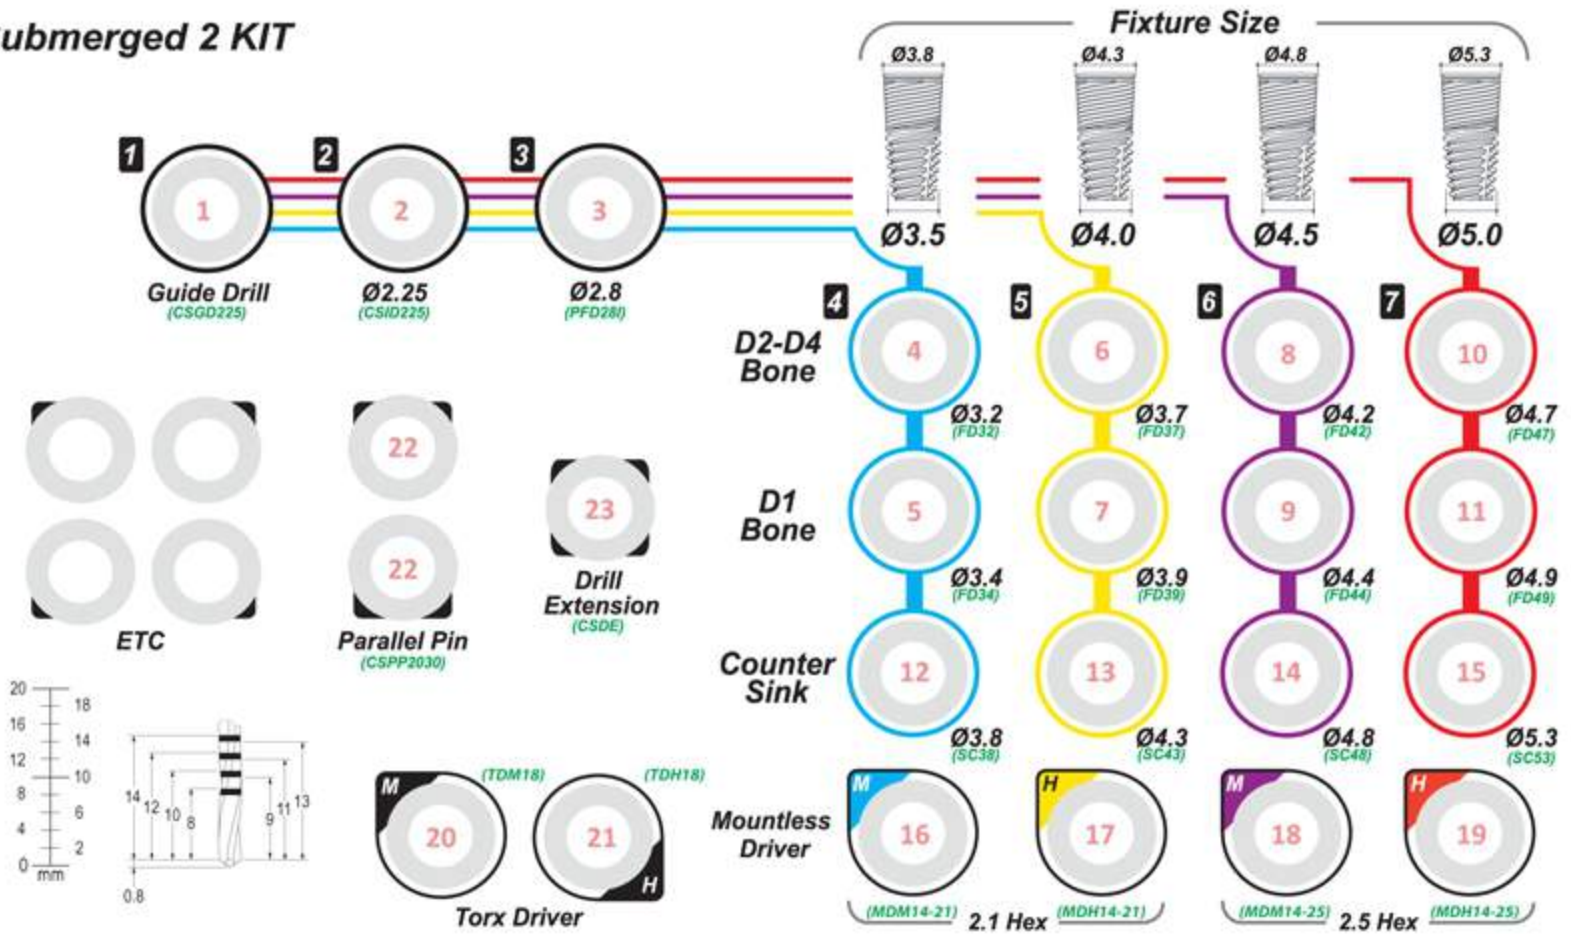 ubmerged 2 KIT
Fixture Size
Ø3.8 Ø4.3 Ø4.8 Ø5.3
1 2 3
1 2 3
Ø3.5 Ø4.0 Ø4.5 Ø5.0
Guide Drill Ø2.25 Ø2.8
(CSGD225) (CSID225) (PFD28I)
4 5 6 7
D2-D4
Bone
4 6 8 10
Ø3.2 Ø3.7 Ø4.2 Ø4.7
(FD32) (FD37) (FD42) (FD47)
22
22
23
D1
Bone
5 7 9 11
Ø3.4 Ø3.9 Ø4.4 Ø4.9
(FD34) (FD39) (FD44) (FD49)
Drill
Extension
(CSDE)
ETC
Parallel Pin
(CSPP2030)
Counter
Sink
12 13 14 15
Ø3.8 Ø4.3 Ø4.8 Ø5.3
(SC38) (SC43) (SC48) (SC53)
20
18
16
14
12
10
8
6
4
2
0
mm
14 12 10 8 9 11 13
0.8
M (TDM18) (TDH18)
20 21
H
Torx Driver
Mountless
Driver
M H M H
16 17 18 19
(MDM14-21) 2.1 Hex (MDH14-21) (MDM14-25) 2.5 Hex (MDH14-25)